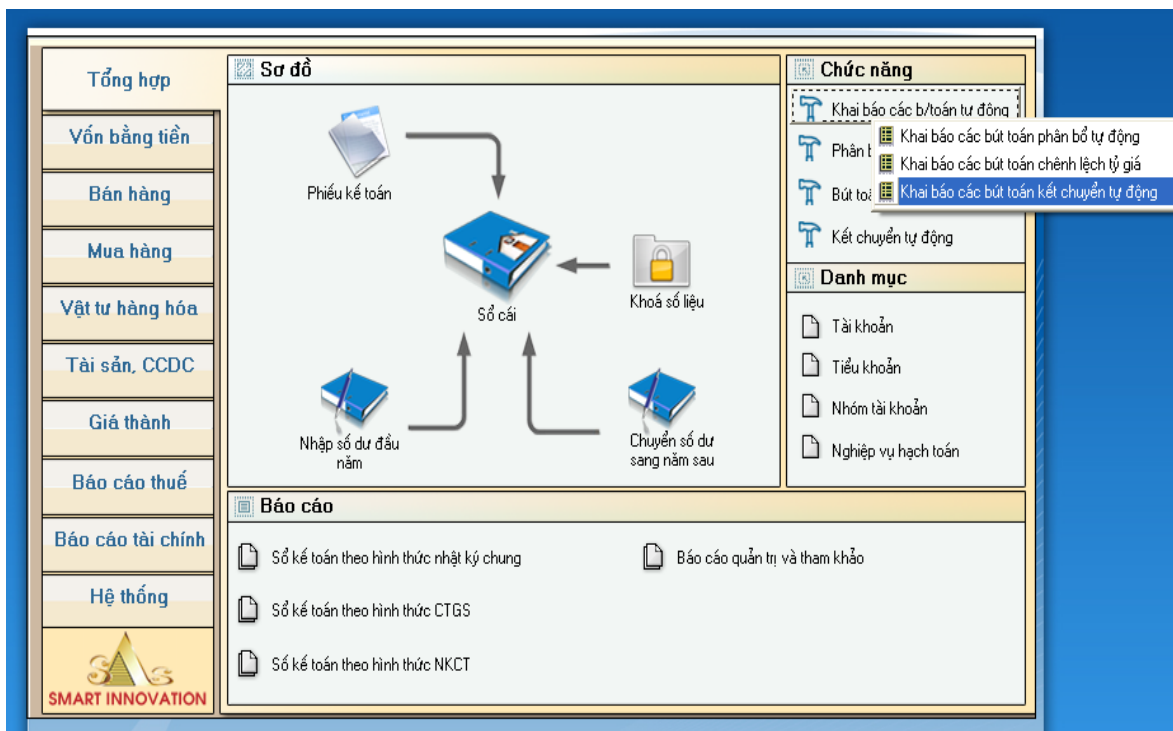 Tổng hợp
Vốn bằng tiền
Bán hàng
Mua hàng
Vật tư hàng hóa
Tài sản, CCDC
Giá thành
Báo cáo thuế
Báo cáo tài chính
Hệ thống
SIS
SMART INNOVATION
Sơ đồ
Phiếu kế toán
Sổ cái
Khoá số liệu
Nhập số dư đầu
năm
Chuyển số dư
sang năm sau
Chức năng
Khai báo các b/toán tự động
Khai báo các bút toán phân bổ tự động
Khai báo các bút toán chênh lệch tỷ giá
Khai báo các bút toán kết chuyển tự động
Phân
Bút
Kết chuyển tự động
Danh mục
Tài khoản
Tiểu khoản
Nhóm tài khoản
Nghiệp vụ hạch toán
Báo cáo
Sổ kế toán theo hình thức nhật ký chung
Sổ kế toán theo hình thức CTGS
Số kế toán theo hình thức NKCT
Báo cáo quản trị và tham khảo